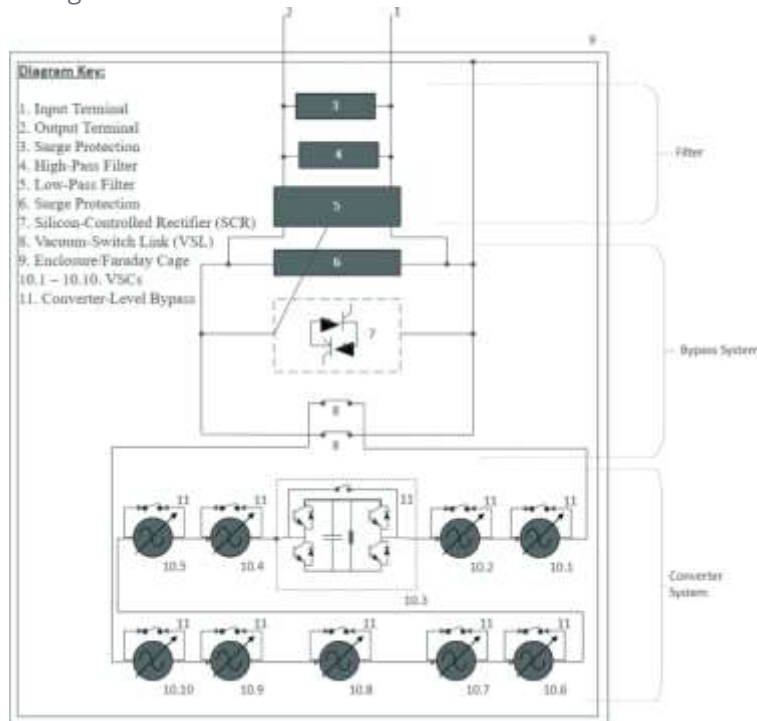 2
1
9
Diagram Key:
1. Input Terminal
2. Output Terminal
3. Surge Protection
4. High-Pass Filter
5. Low-Pass Filter
6. Surge Protection
7. Silicon-Controlled Rectifier (SCR)
8. Vacuum-Switch Link (VSL)
9. Enclosure/Faraday Cage
10.1 – 10.10. VSCs
11. Converter-Level Bypass
3
4
5
6
7
8
8
Filter
Bypass System
11
11
11
11
11
10.5
10.4
10.3
10.2
10.1
Converter
System
11
11
11
11
11
10.10
10.9
10.8
10.7
10.6